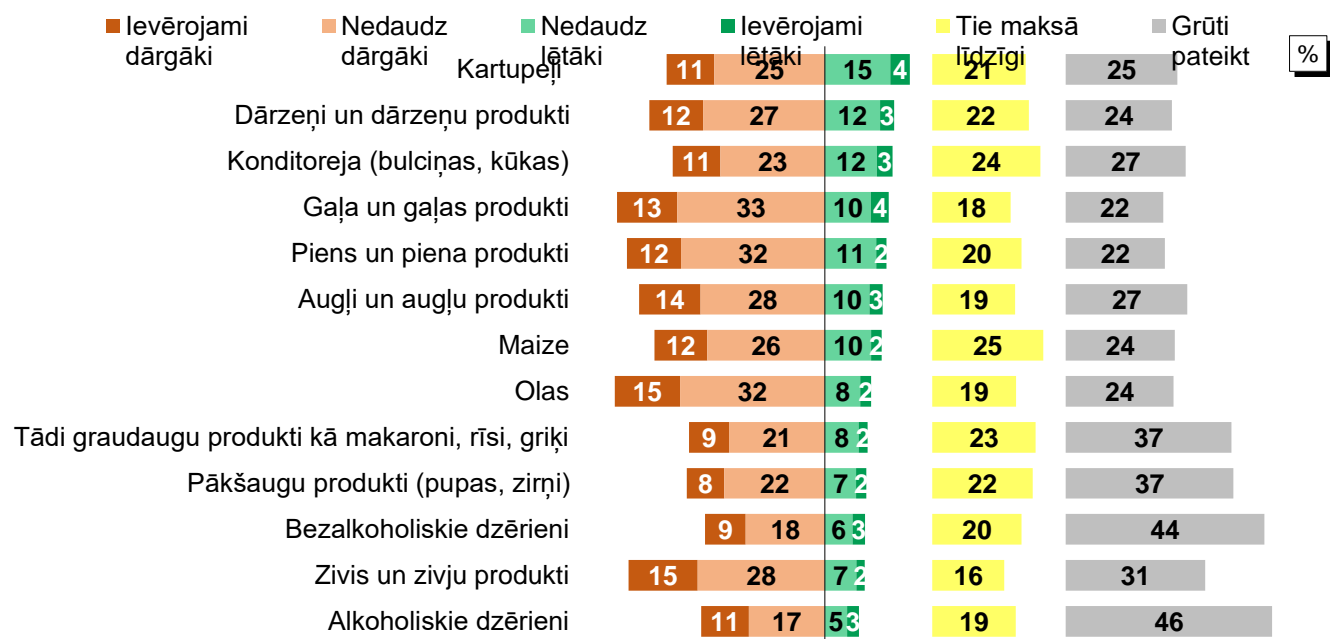 Ievērojami dārgāki
Nedaudz dārgāki
Nedaudz lētāki
Ievērojami lētāki
Tie maksā līdzīgi
Grūti pateikt
%
Kartupeļi 11 25 15 4 21 25
Dārzeņi un dārzeņu produkti 12 27 12 3 22 24
Konditoreja (bulciņas, kūkas) 11 23 12 3 24 27
Gaļa un gaļas produkti 13 33 10 4 18 22
Piens un piena produkti 12 32 11 2 20 22
Augļi un augļu produkti 14 28 10 3 19 27
Maize 12 26 10 2 25 24
Olas 15 32 8 2 19 24
Tādi graudaugu produkti kā makaroni, rīsi, griķi 9 21 8 2 23 37
Pākšaugu produkti (pupas, zirņi) 8 22 7 2 22 37
Bezalkoholiskie dzērieni 9 18 6 3 20 44
Zivis un zivju produkti 15 28 7 2 16 31
Alkoholiskie dzērieni 11 17 5 3 19 46